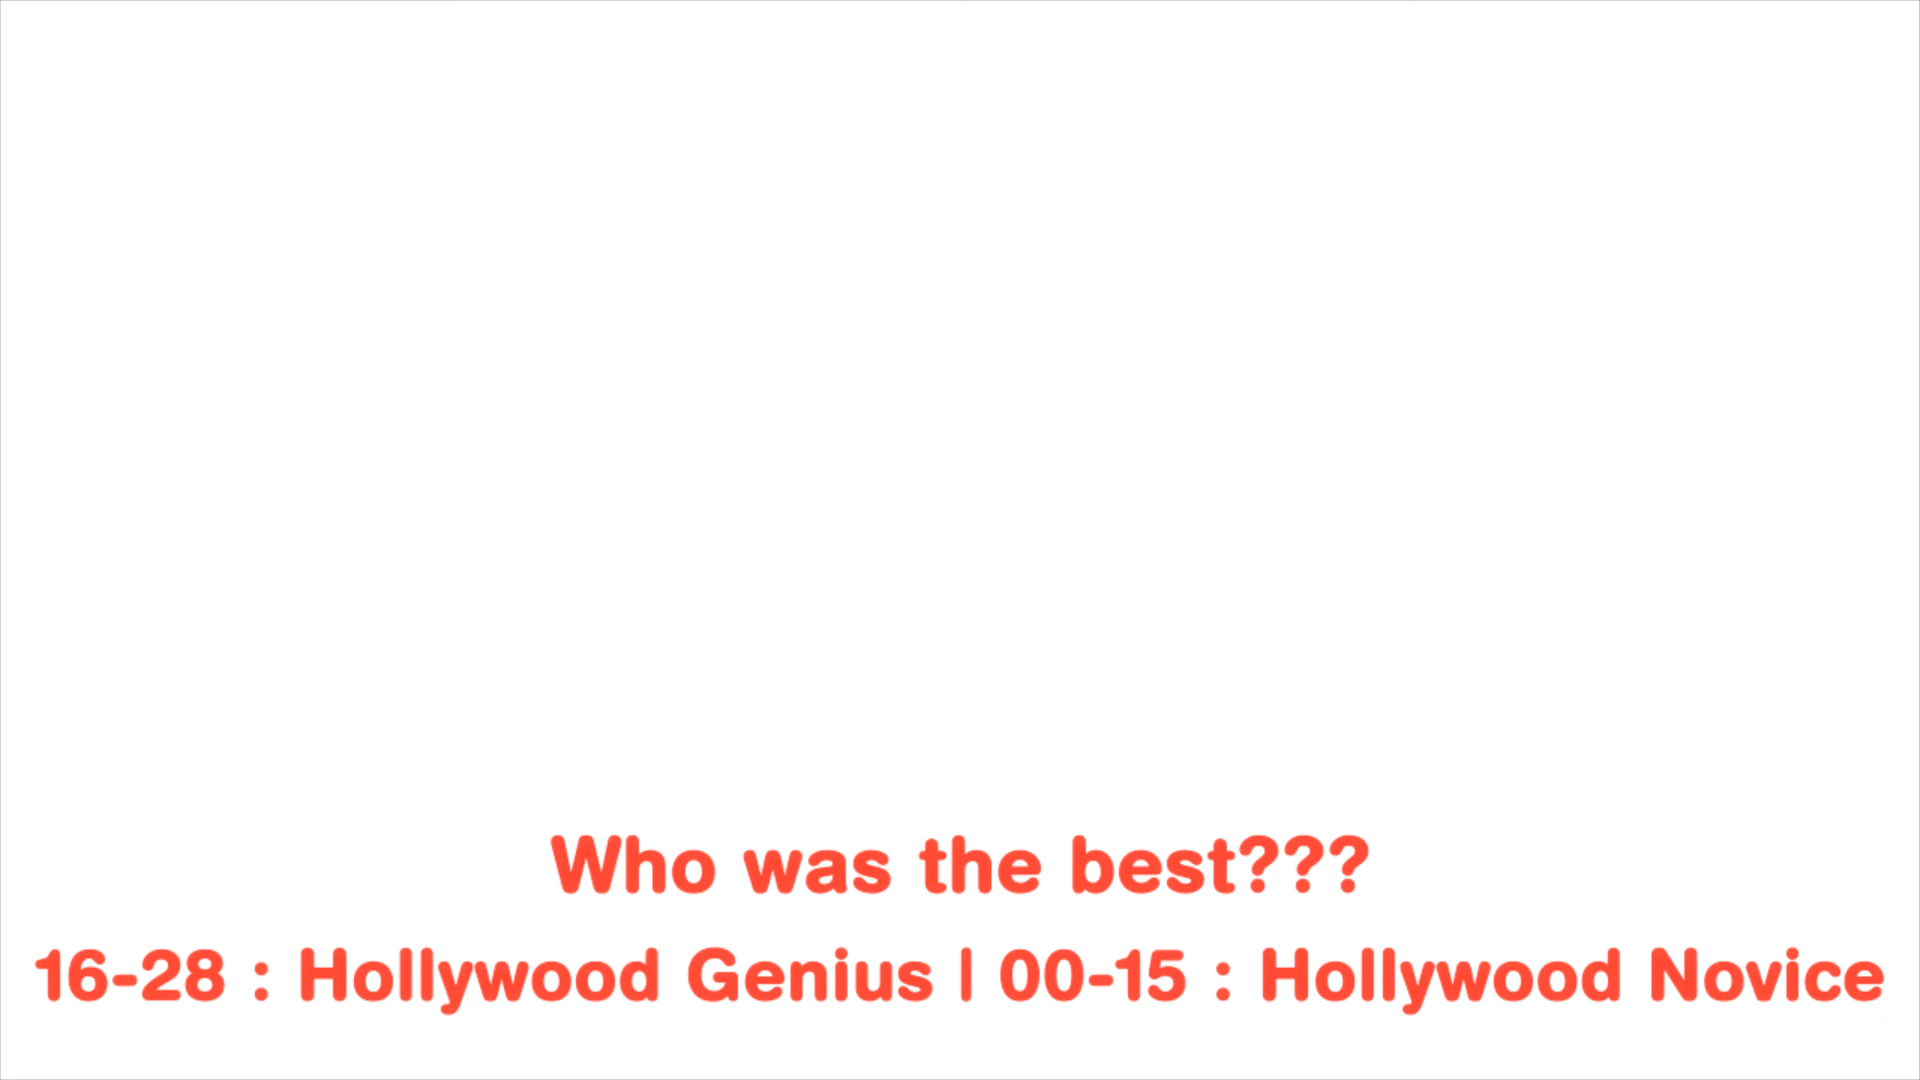 Who was the best???
16-28 : Hollywood Genius | 00-15 : Hollywood Novice